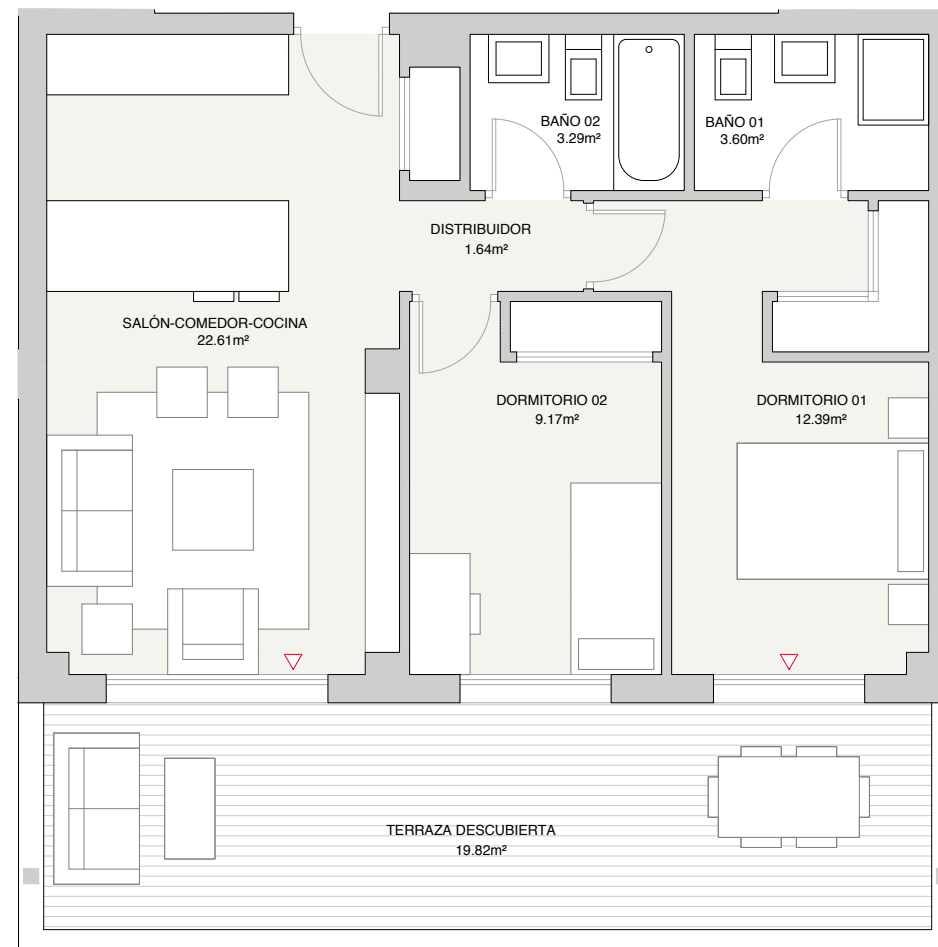 BAÑO 02
3.29m²
BAÑO 01
3.60m²
DISTRIBUIDOR
1.64m²
SALÓN-COMEDOR-COCINA
22.61m²
DORMITORIO 02
9.17m²
DORMITORIO 01
12.39m²
TERRAZA DESCUBIERTA
19.82m²